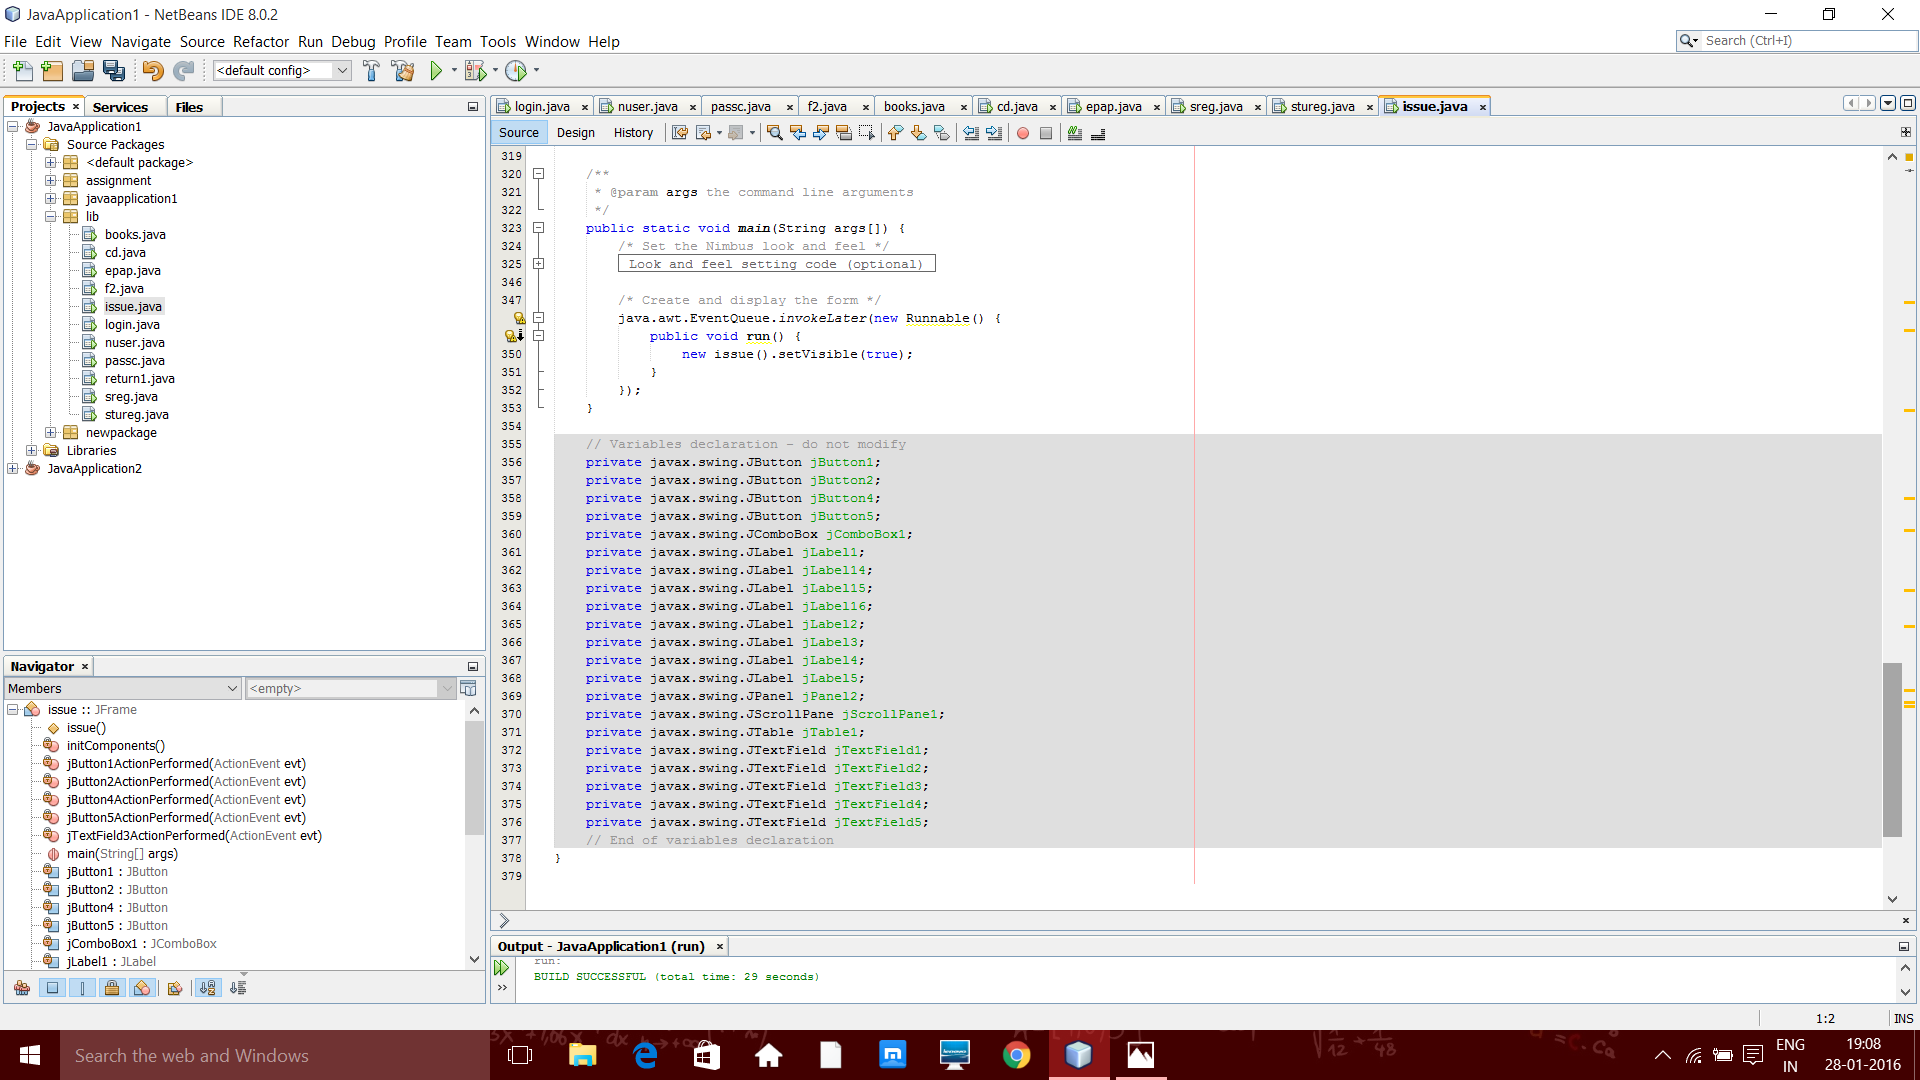 JavaApplication1 - NetBeans IDE 8.0.2
File Edit View Navigate Source Refactor Run Debug Profile Team Tools Window Help
Search (Ctrl+I)
<default config>
Projects Services Files
JavaApplication1
Source Packages
<default package>
assignment
javaapplication1
lib
books.java
cd.java
epap.java
f2.java
issue.java
login.java
nuser.java
passc.java
return1.java
sreg.java
stureg.java
newpackage
Libraries
JavaApplication2
Navigator
Members <empty>
issue :: JFrame
issue()
initComponents()
jButton1ActionPerformed(ActionEvent evt)
jButton2ActionPerformed(ActionEvent evt)
jButton4ActionPerformed(ActionEvent evt)
jButton5ActionPerformed(ActionEvent evt)
jTextField3ActionPerformed(ActionEvent evt)
main(String[] args)
jButton1 : JButton
jButton2 : JButton
jButton4 : JButton
jButton5 : JButton
jComboBox1 : JComboBox
jLabel1 : JLabel
login.java nuser.java passc.java f2.java books.java cd.java epap.java sreg.java stureg.java issue.java
Source Design History
319
320 /**
321 * @param args the command line arguments
322 */
323 public static void main(String args[]) {
324 /* Set the Nimbus look and feel */
325 Look and feel setting code (optional)
346
347 /* Create and display the form */
java.awt.EventQueue.invokeLater(new Runnable() {
public void run() {
350 new issue().setVisible(true);
351 }
352 });
353 }
354
355 // Variables declaration - do not modify
356 private javax.swing.JButton jButton1;
357 private javax.swing.JButton jButton2;
358 private javax.swing.JButton jButton4;
359 private javax.swing.JButton jButton5;
360 private javax.swing.JComboBox jComboBox1;
361 private javax.swing.JLabel jLabel1;
362 private javax.swing.JLabel jLabel14;
363 private javax.swing.JLabel jLabel15;
364 private javax.swing.JLabel jLabel16;
365 private javax.swing.JLabel jLabel2;
366 private javax.swing.JLabel jLabel3;
367 private javax.swing.JLabel jLabel4;
368 private javax.swing.JLabel jLabel5;
369 private javax.swing.JPanel jPanel2;
370 private javax.swing.JScrollPane jScrollPane1;
371 private javax.swing.JTable jTable1;
372 private javax.swing.JTextField jTextField1;
373 private javax.swing.JTextField jTextField2;
374 private javax.swing.JTextField jTextField3;
375 private javax.swing.JTextField jTextField4;
376 private javax.swing.JTextField jTextField5;
377 // End of variables declaration
378 }
379
Output - JavaApplication1 (run)
run:
BUILD SUCCESSFUL (total time: 29 seconds)
1:2 INS
Search the web and Windows
ENG
IN
19:08
28-01-2016